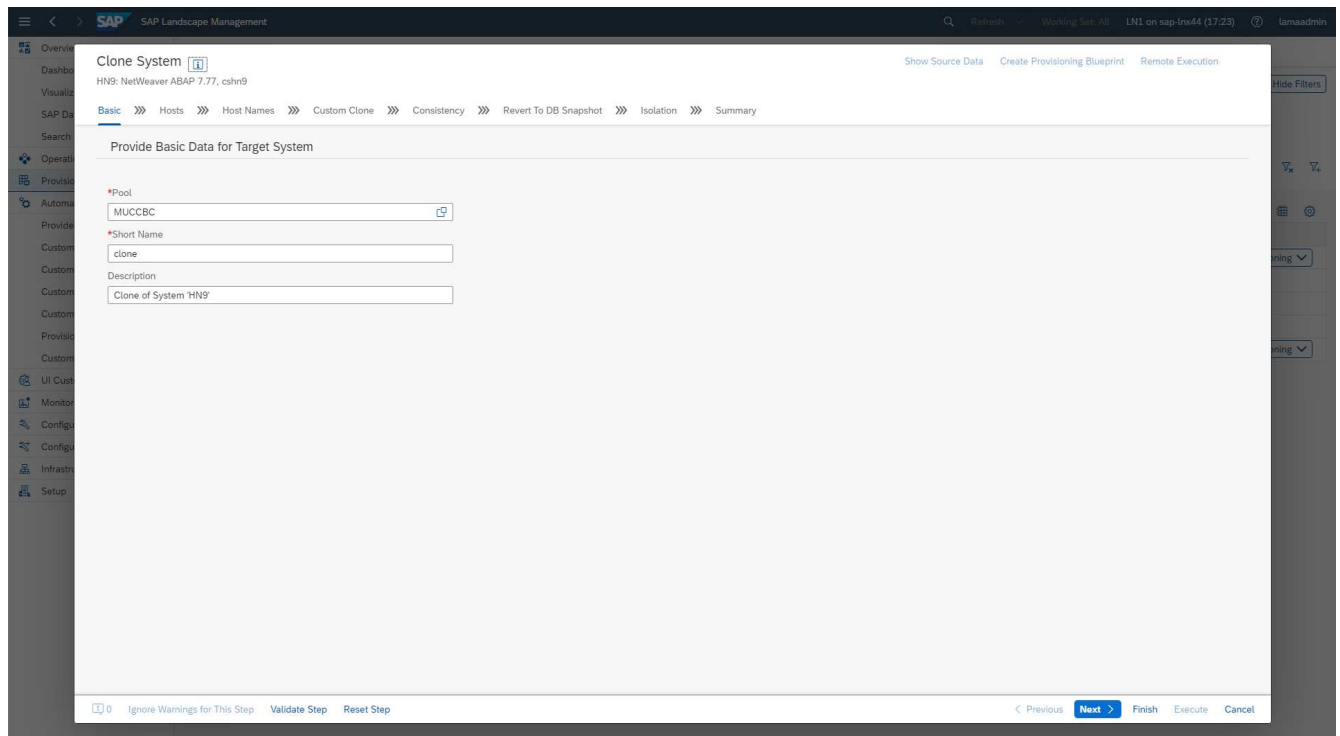 SAP SAP Landscape Management Refresh Working Set: All LN1 on sap-lnx44 (17:23) lamaadmin
Clone System
Show Source Data Create Provisioning Blueprint Remote Execution
HN9: NetWeaver ABAP 7.77, cshn9
Basic Hosts Host Names Custom Clone Consistency Revert To DB Snapshot Isolation Summary
Provide Basic Data for Target System
*Pool
MUCCBC
*Short Name
clone
Description
Clone of System 'HN9'
0 Ignore Warnings for This Step Validate Step Reset Step < Previous Next > Finish Execute Cancel
Overvie
Dashbo
Visualiz
SAP Da
Search
Operati
Provisio
Automa
Provide
Custom
Custom
Custom
Custom
Provisio
Custom
UI Cust
Monitor
Configu
Configu
Infrastru
Setup
Hide Filters
oning
oning